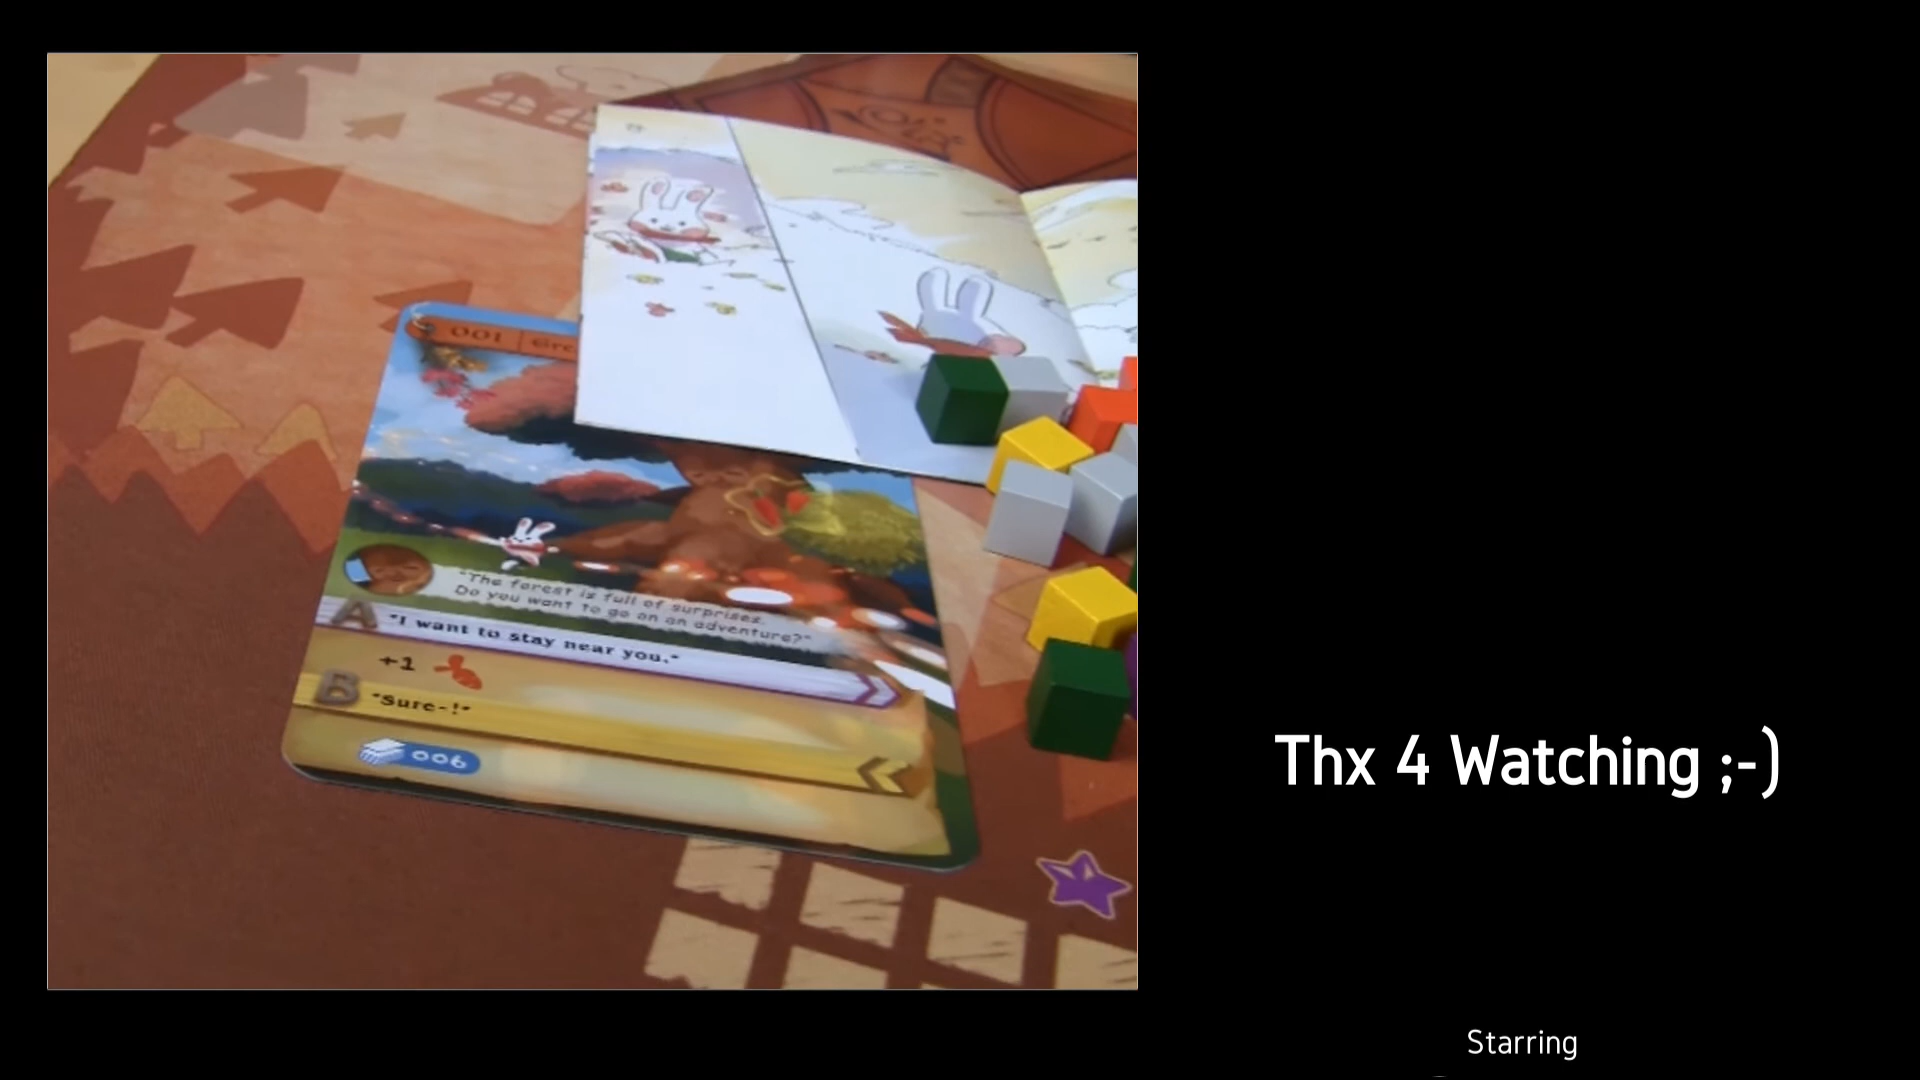 001
"The forest is full of surprises.
Do you want to go on an adventure?"
A "I want to stay near you."
+1
B "Sure~!"
006
Thx 4 Watching ;-)
Starring